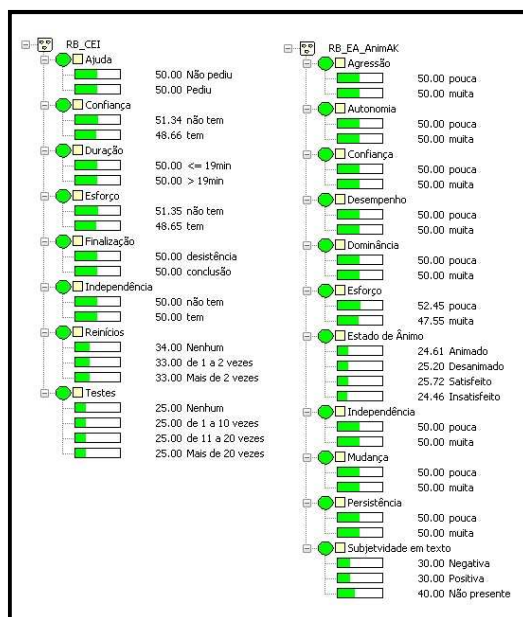 RB_CEI
Ajuda
50.00 Não pediu
50.00 Pediu
Confiança
51.34 não tem
48.66 tem
Duração
50.00 <= 19min
50.00 > 19min
Esforço
51.35 não tem
48.65 tem
Finalização
50.00 desistência
50.00 conclusão
Independência
50.00 não tem
50.00 tem
Reinícios
34.00 Nenhum
33.00 de 1 a 2 vezes
33.00 Mais de 2 vezes
Testes
25.00 Nenhum
25.00 de 1 a 10 vezes
25.00 de 11 a 20 vezes
25.00 Mais de 20 vezes
RB_EA_AnimAK
Agressão
50.00 pouca
50.00 muita
Autonomia
50.00 pouca
50.00 muita
Confiança
50.00 pouca
50.00 muita
Desempenho
50.00 pouca
50.00 muita
Dominância
50.00 pouca
50.00 muita
Esforço
52.45 pouca
47.55 muita
Estado de Ânimo
24.61 Animado
25.20 Desanimado
25.72 Satisfeito
24.46 Insatisfeito
Independência
50.00 pouca
50.00 muita
Mudança
50.00 pouca
50.00 muita
Persistência
50.00 pouca
50.00 muita
Subjetvidade em texto
30.00 Negativa
30.00 Positiva
40.00 Não presente